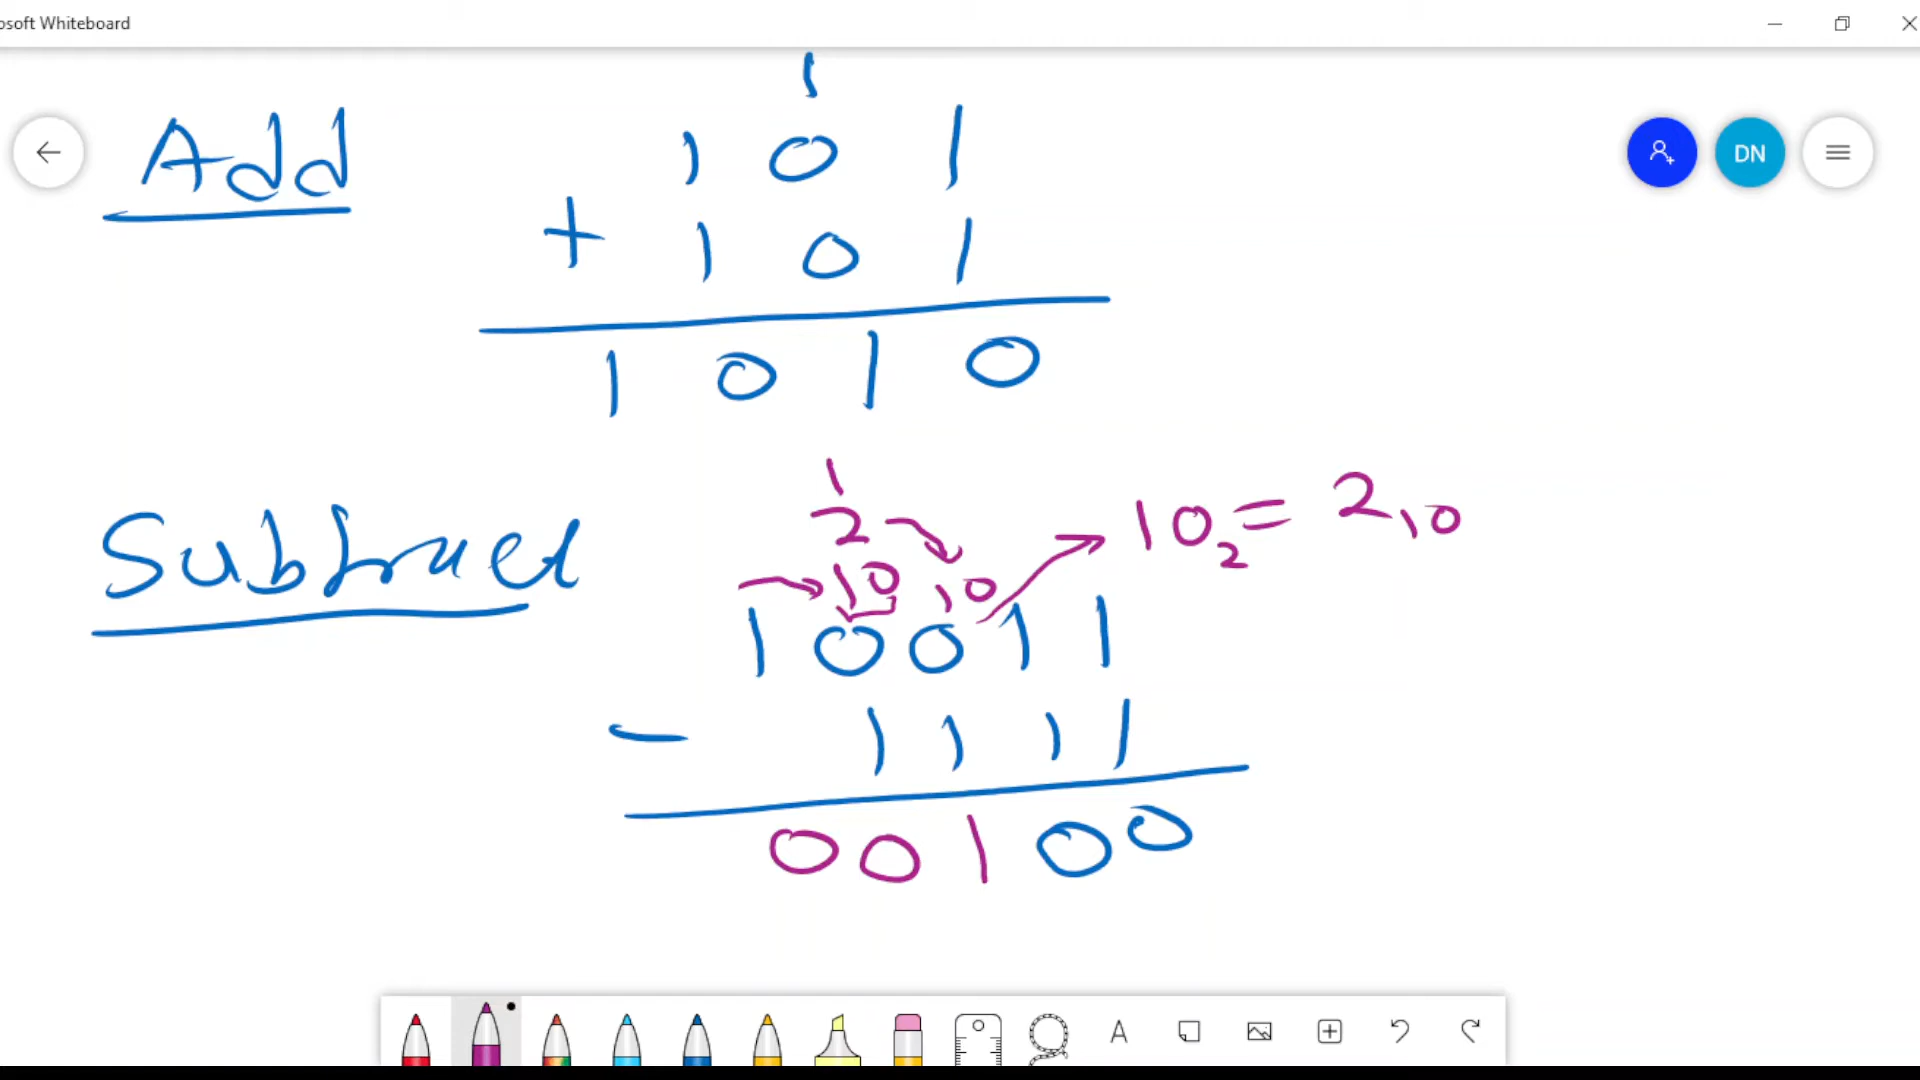 osoft Whiteboard
1
Add 1 0 1
DN
+ 1 0 1
1 0 1 0
1
2 10₂ = 2₁₀
Subtract 10 10
1 0 0 1 1
- 1 1 1 1
0 0 1 0 0
A